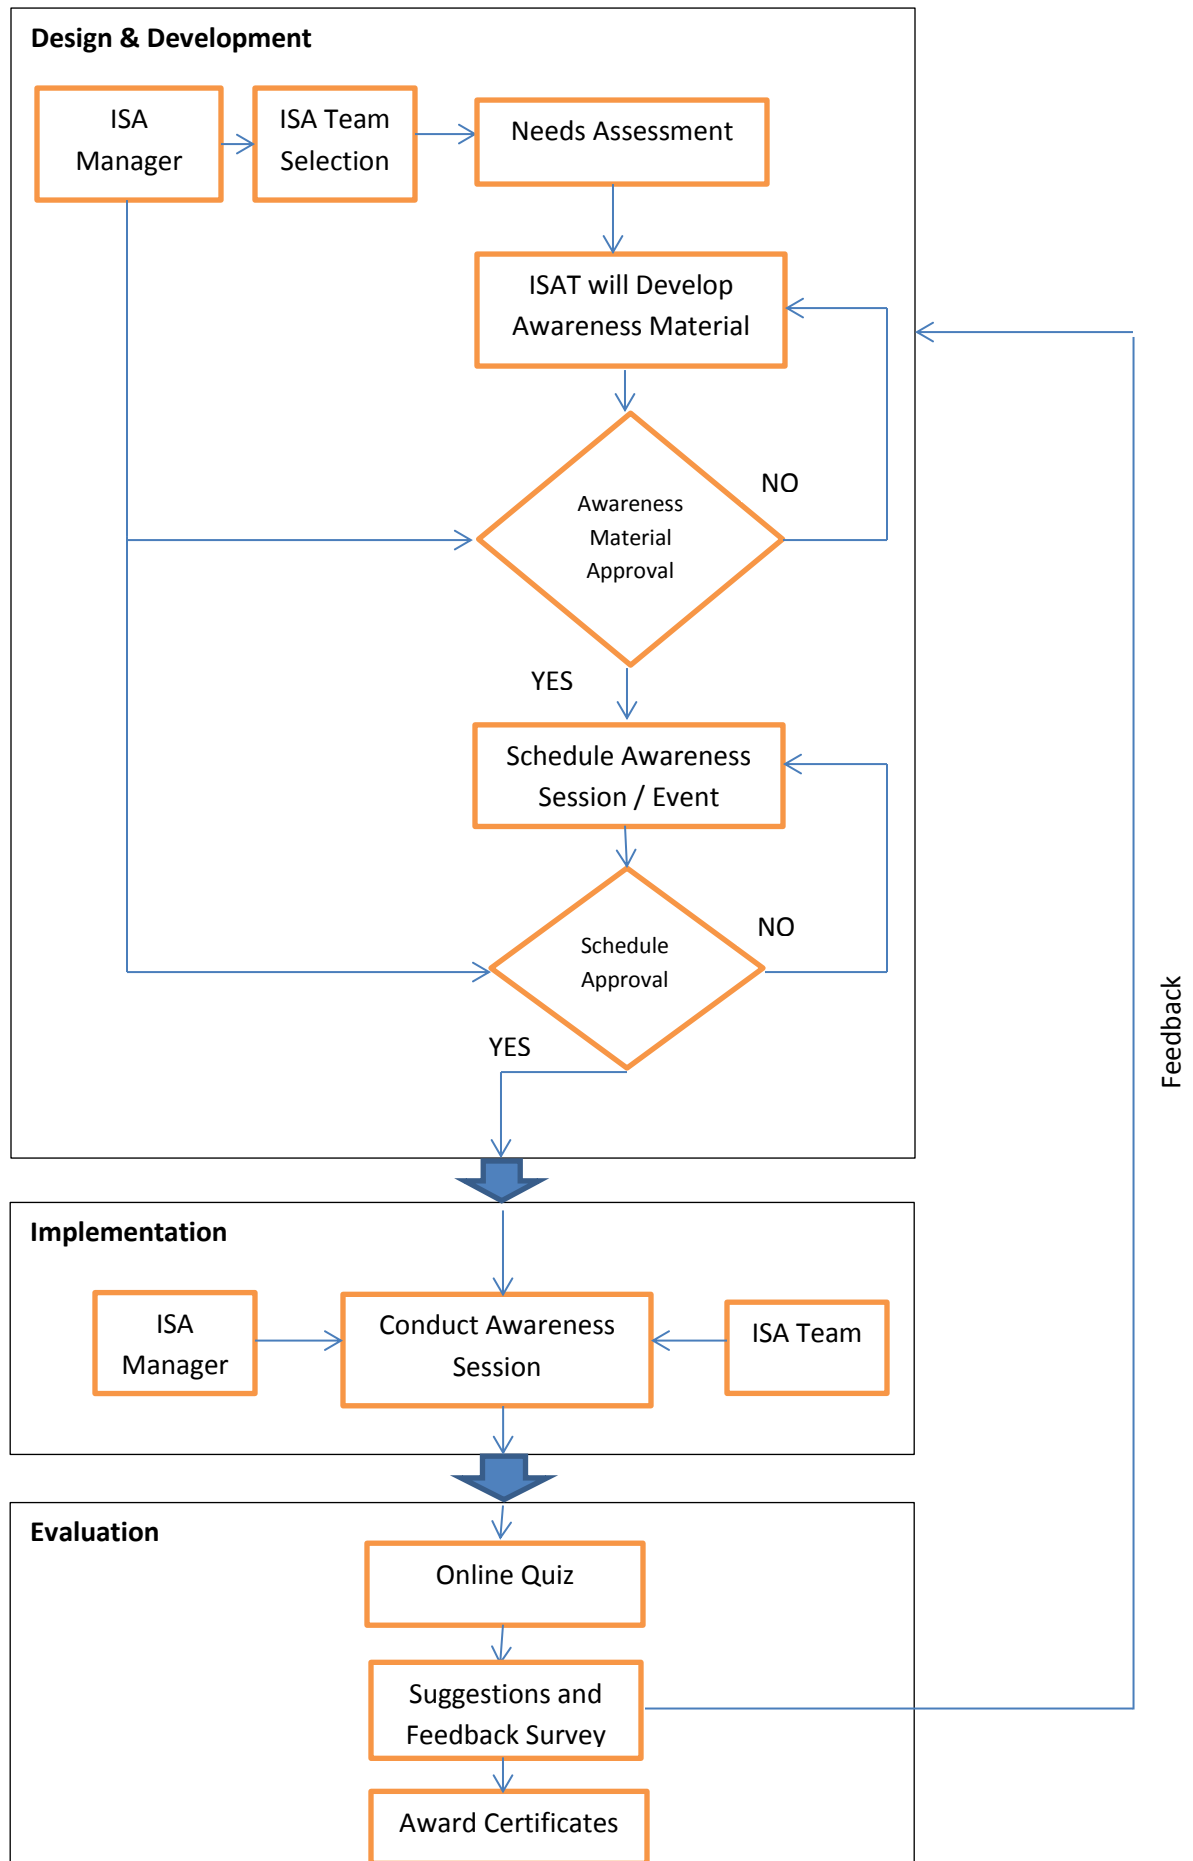 Design & Development
ISA
Manager
ISA Team
Selection
Needs Assessment
ISAT will Develop
Awareness Material
NO
Awareness
Material
Approval
YES
Schedule Awareness
Session / Event
NO
Schedule
Approval
YES
Feedback
Implementation
ISA
Manager
Conduct Awareness
Session
ISA Team
Evaluation
Online Quiz
Suggestions and
Feedback Survey
Award Certificates